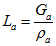 L_a = G_a / ρ_a